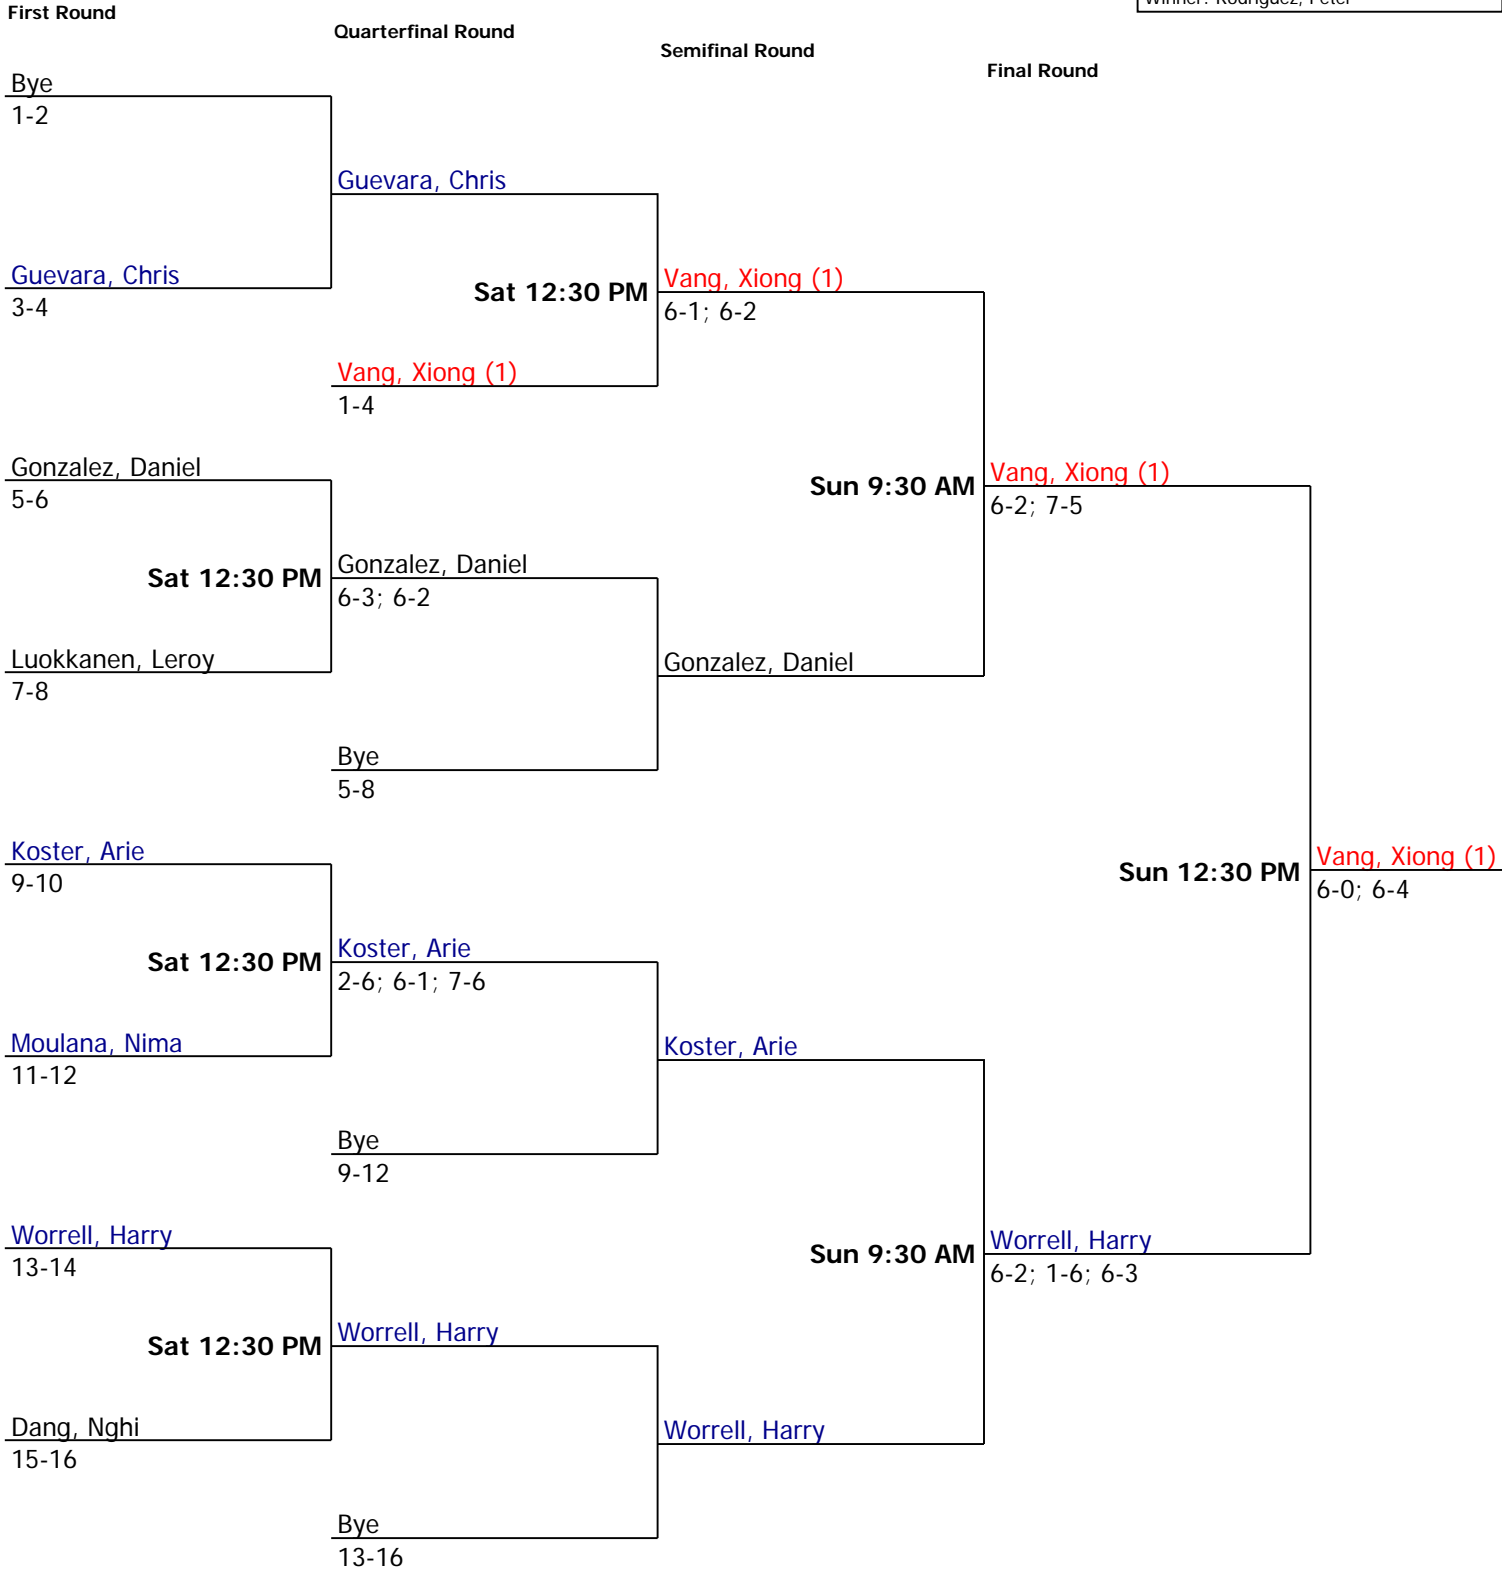 Winner: Rodriguez, Peter
First Round
Quarterfinal Round
Semifinal Round
Final Round
Bye
1-2
Guevara, Chris
Guevara, Chris
3-4
Sat 12:30 PM
Vang, Xiong (1)
6-1; 6-2
Vang, Xiong (1)
1-4
Gonzalez, Daniel
5-6
Sun 9:30 AM
Vang, Xiong (1)
6-2; 7-5
Sat 12:30 PM
Gonzalez, Daniel
6-3; 6-2
Luokkanen, Leroy
7-8
Gonzalez, Daniel
Bye
5-8
Koster, Arie
9-10
Sun 12:30 PM
Vang, Xiong (1)
6-0; 6-4
Sat 12:30 PM
Koster, Arie
2-6; 6-1; 7-6
Moulana, Nima
11-12
Koster, Arie
Bye
9-12
Worrell, Harry
13-14
Sun 9:30 AM
Worrell, Harry
6-2; 1-6; 6-3
Sat 12:30 PM
Worrell, Harry
Dang, Nghi
15-16
Worrell, Harry
Bye
13-16